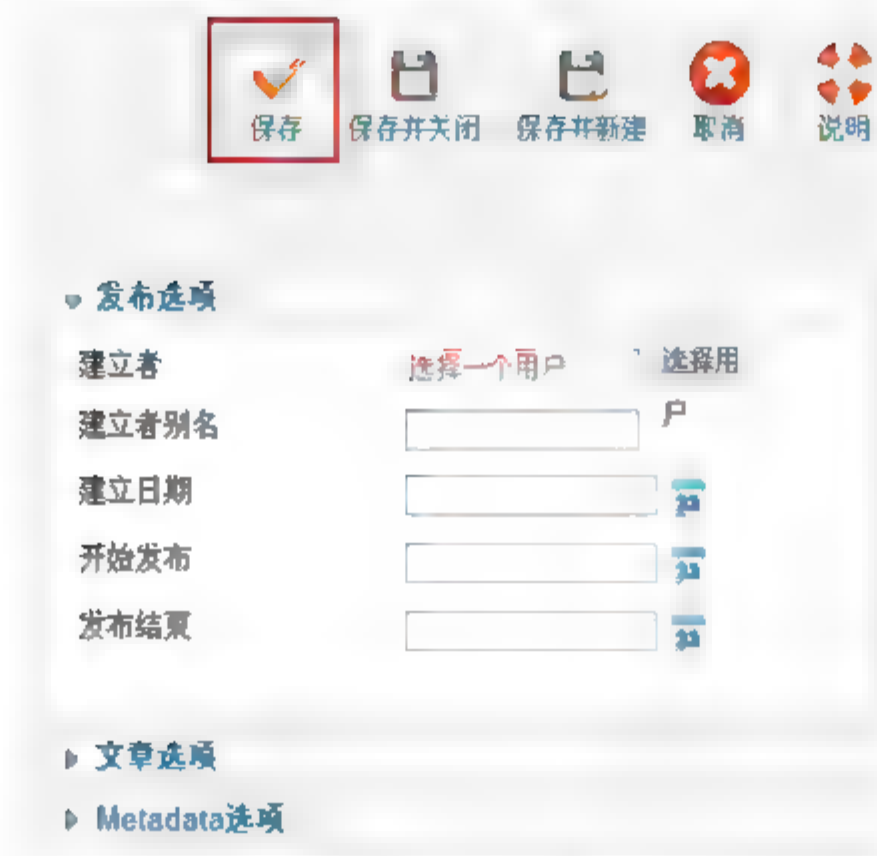 保存 保存并关闭 保存并新建 取消 说明
发布选项
建立者 选择一个用户 选择用
户
建立者别名
建立日期
开始发布
发布结束
文章选项
Metadata选项